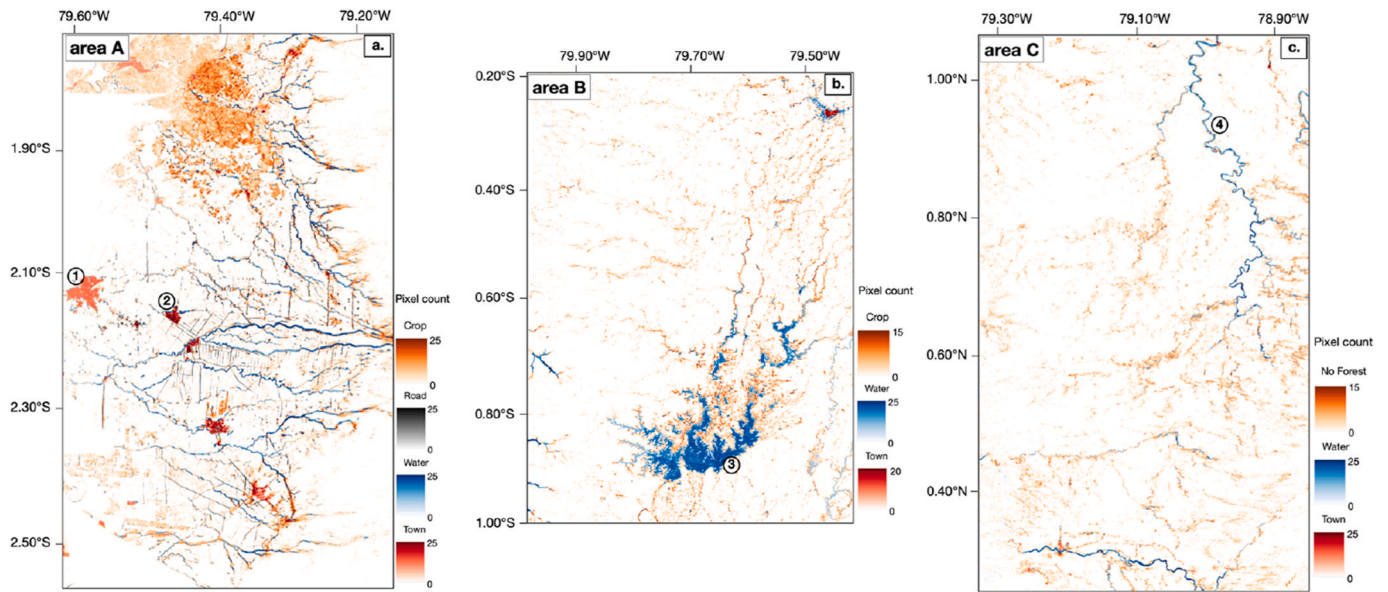 79.60°W 79.40°W 79.20°W
area A
a.
1.90°S
2.10°S
2.30°S
2.50°S
1
2
Pixel count
Crop
25
0
Road
25
0
Water
25
0
Town
25
0
79.90°W 79.70°W 79.50°W
area B
b.
0.20°S
0.40°S
0.60°S
0.80°S
1.00°S
3
Pixel count
Crop
15
0
Water
25
0
Town
20
0
79.30°W 79.10°W 78.90°W
area C
c.
1.00°N
0.80°N
0.60°N
0.40°N
4
Pixel count
No Forest
15
0
Water
25
0
Town
25
0